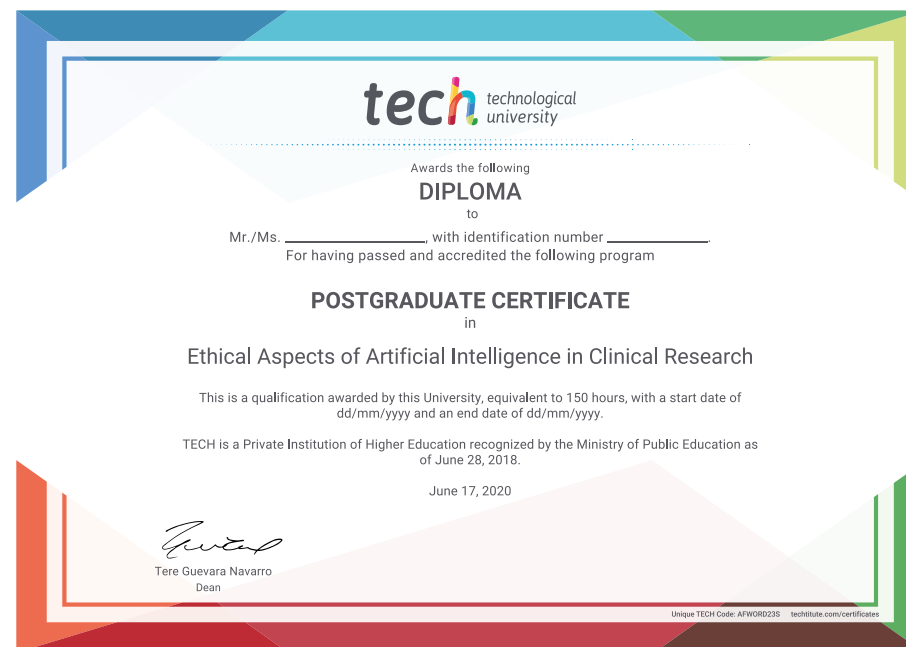 tech technological
university
Awards the following
DIPLOMA
to
Mr./Ms. ____________________, with identification number ______________.
For having passed and accredited the following program
POSTGRADUATE CERTIFICATE
in
Ethical Aspects of Artificial Intelligence in Clinical Research
This is a qualification awarded by this University, equivalent to 150 hours, with a start date of
dd/mm/yyyy and an end date of dd/mm/yyyy.
TECH is a Private Institution of Higher Education recognized by the Ministry of Public Education as
of June 28, 2018.
June 17, 2020
Tere Guevara Navarro
Dean
Unique TECH Code: AFWORD23S techtitute.com/certificates